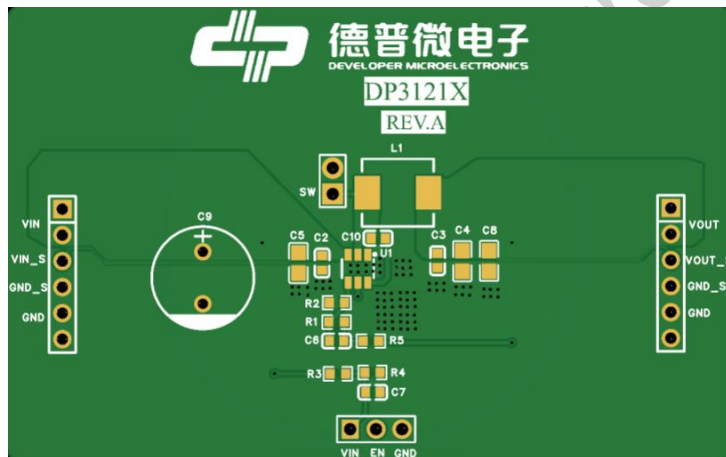 德普微电子
DEVELOPER MICROELECTRONICS
DP3121X
REV.A
L1
SW
C9
VIN
VIN_S
GND_S
GND
C5
C2
C10
U1
C3
C4
C8
VOUT
GND_S
GND
R2
R1
C6
R5
R3
R4
C7
VIN EN GND